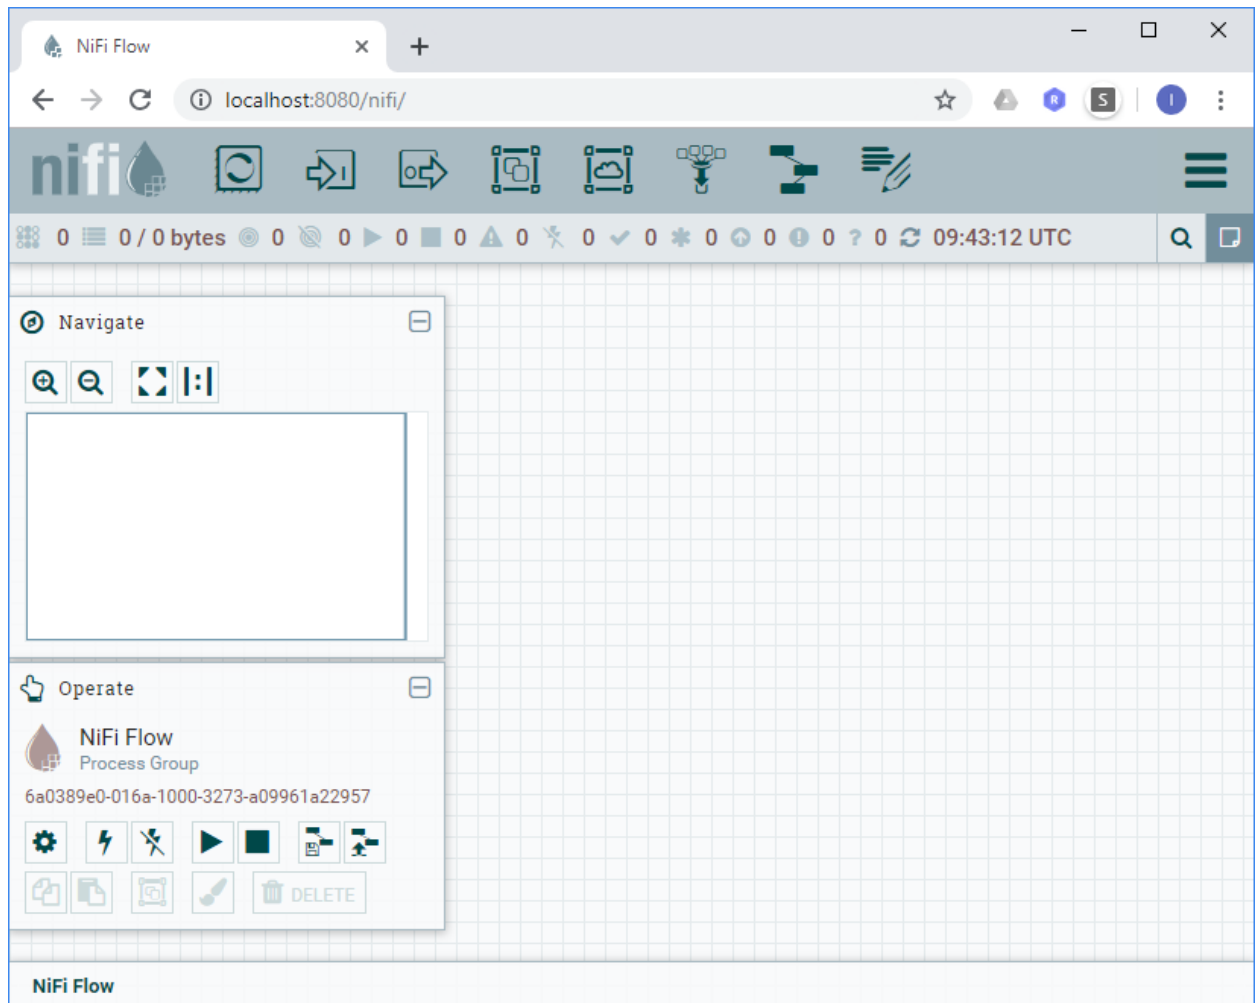 NiFi Flow
localhost:8080/nifi/
R
S
I
nifi
I
O
0 0 / 0 bytes 0 0 0 0 0 0 0 0 0 0 ? 0 09:43:12 UTC
Navigate
Operate
NiFi Flow
Process Group
6a0389e0-016a-1000-3273-a09961a22957
DELETE
NiFi Flow